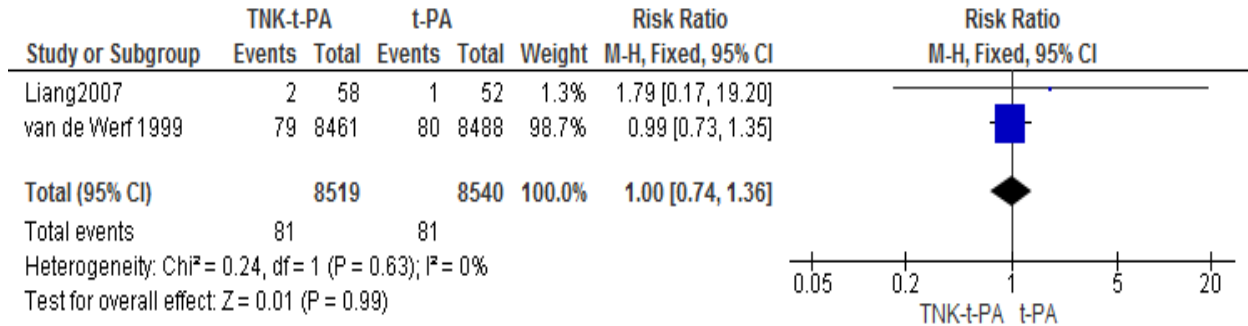 TNK-t-PA t-PA Risk Ratio Risk Ratio
Study or Subgroup Events Total Events Total Weight M-H, Fixed, 95% CI M-H, Fixed, 95% CI
Liang2007 2 58 1 52 1.3% 1.79 [0.17, 19.20]
van de Werf 1999 79 8461 80 8488 98.7% 0.99 [0.73, 1.35]
Total (95% CI) 8519 8540 100.0% 1.00 [0.74, 1.36]
Total events 81 81
Heterogeneity: Chi² = 0.24, df = 1 (P = 0.63); I² = 0%
Test for overall effect: Z = 0.01 (P = 0.99)
0.05 0.2 1 5 20
TNK-t-PA t-PA